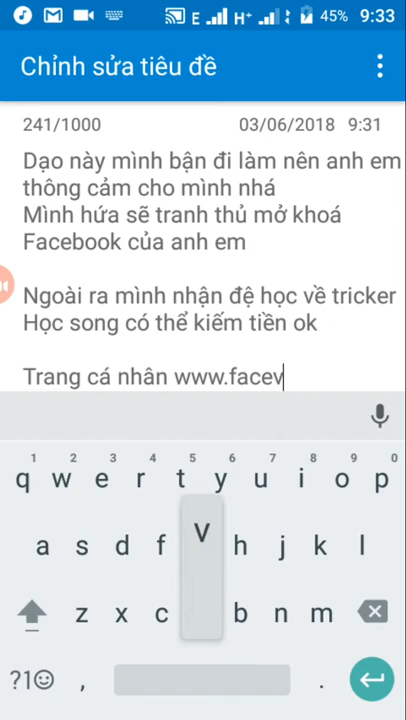 E H+ 45% 9:33
Chỉnh sửa tiêu đề
241/1000 03/06/2018 9:31
Dạo này mình bận đi làm nên anh em
thông cảm cho mình nhá
Mình hứa sẽ tranh thủ mở khoá
Facebook của anh em
Ngoài ra mình nhận đệ học về tricker
Học song có thể kiếm tiền ok
Trang cá nhân www.facev
1 2 3 4 5 6 7 8 9 0
q w e r t y u i o p
a s d f v h j k l
z x c b n m
?1☺ , .